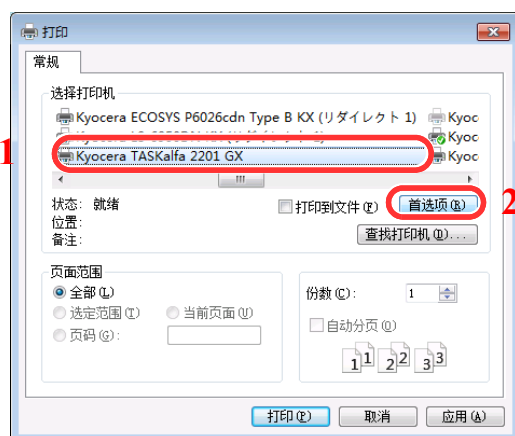 打印
常规
选择打印机
Kyocera ECOSYS P6026cdn Type B KX (リダイレクト 1) Kyoc
Kyoc
1 Kyocera TASKalfa 2201 GX Kyoc
状态: 就绪 打印到文件(F) 首选项(R) 2
位置:
备注: 查找打印机(D)...
页面范围
全部(L) 份数(C): 1
选定范围(T) 当前页面(U)
页码(G): 自动分页(O)
1 1 2 2 3 3
打印(P) 取消 应用(A)